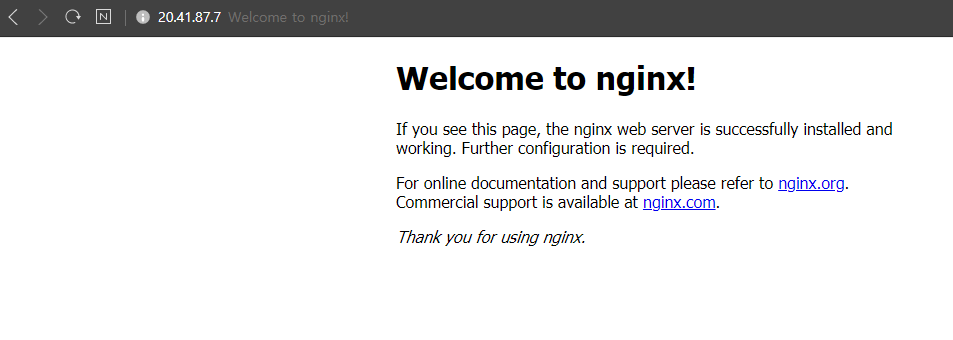 N 20.41.87.7 Welcome to nginx!
Welcome to nginx!
If you see this page, the nginx web server is successfully installed and
working. Further configuration is required.
For online documentation and support please refer to nginx.org.
Commercial support is available at nginx.com.
Thank you for using nginx.